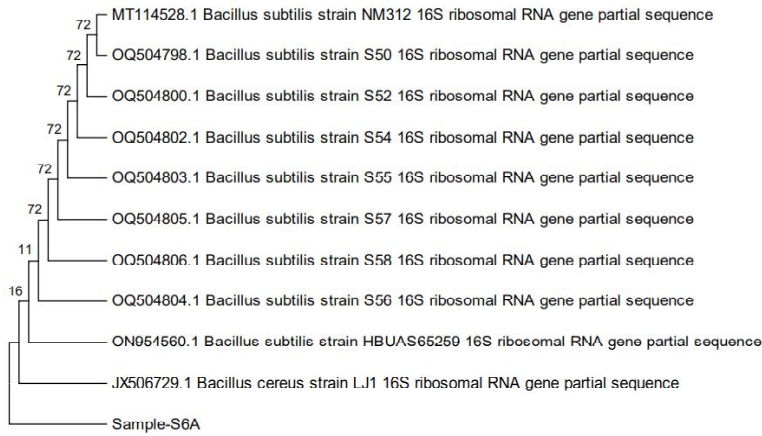 MT114528.1 Bacillus subtilis strain NM312 16S ribosomal RNA gene partial sequence
72
OQ504798.1 Bacillus subtilis strain S50 16S ribosomal RNA gene partial sequence
72
OQ504800.1 Bacillus subtilis strain S52 16S ribosomal RNA gene partial sequence
72
OQ504802.1 Bacillus subtilis strain S54 16S ribosomal RNA gene partial sequence
72
OQ504803.1 Bacillus subtilis strain S55 16S ribosomal RNA gene partial sequence
72
OQ504805.1 Bacillus subtilis strain S57 16S ribosomal RNA gene partial sequence
72
OQ504806.1 Bacillus subtilis strain S58 16S ribosomal RNA gene partial sequence
11
OQ504804.1 Bacillus subtilis strain S56 16S ribosomal RNA gene partial sequence
16
ON954560.1 Bacillus subtilis strain HBUAS65259 16S ribosomal RNA gene partial sequence
JX506729.1 Bacillus cereus strain LJ1 16S ribosomal RNA gene partial sequence
Sample-S6A